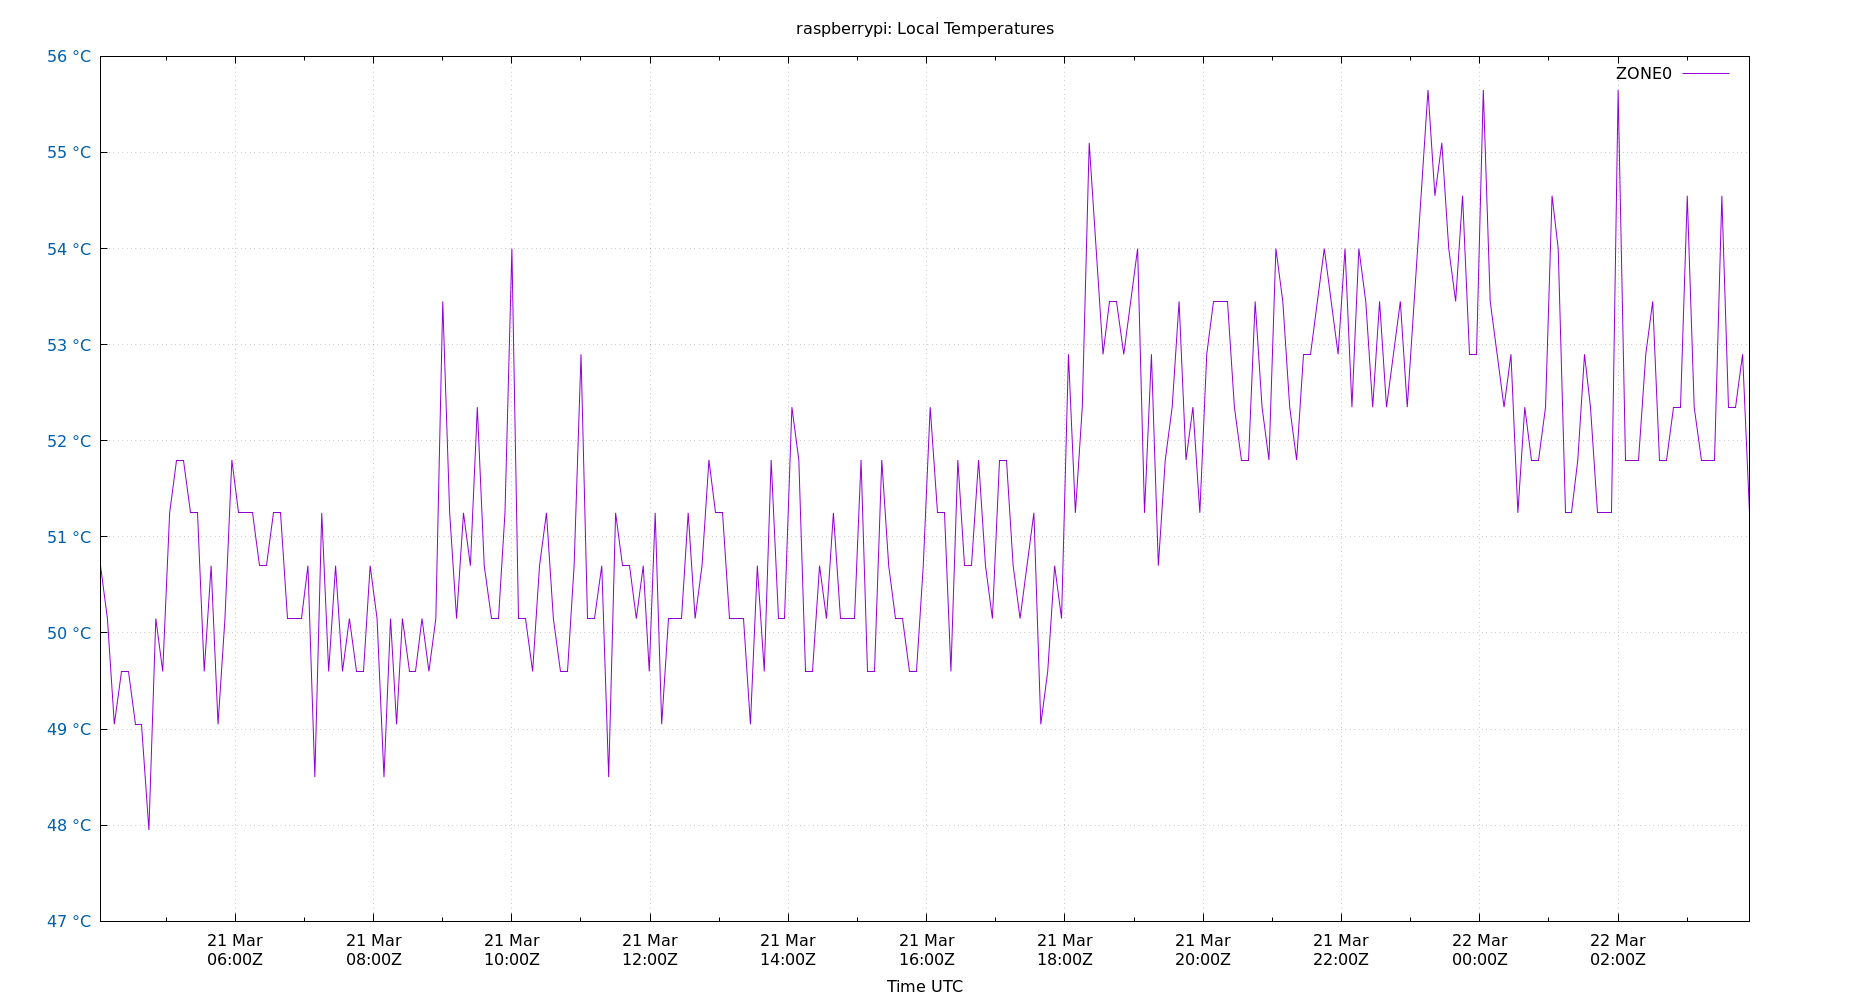 raspberrypi: Local Temperatures
56 °C
ZONE0
55 °C
54 °C
53 °C
52 °C
51 °C
50 °C
49 °C
48 °C
47 °C
21 Mar 21 Mar 21 Mar 21 Mar 21 Mar 21 Mar 21 Mar 21 Mar 21 Mar 22 Mar 22 Mar
06:00Z 08:00Z 10:00Z 12:00Z 14:00Z 16:00Z 18:00Z 20:00Z 22:00Z 00:00Z 02:00Z
Time UTC